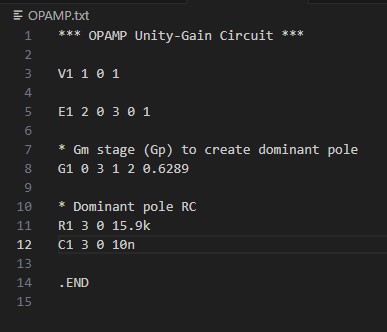 OPAMP.txt
1 *** OPAMP Unity-Gain Circuit ***
2
3 V1 1 0 1
4
5 E1 2 0 3 0 1
6
7 * Gm stage (Gp) to create dominant pole
8 G1 0 3 1 2 0.6289
9
10 * Dominant pole RC
11 R1 3 0 15.9k
12 C1 3 0 10n
13
14 .END
15